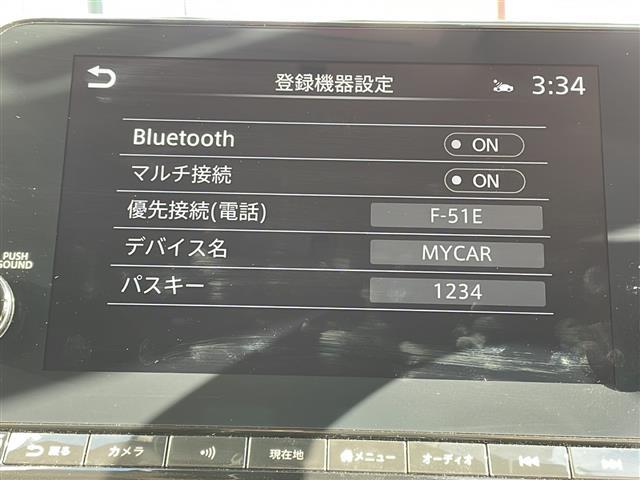 登録機器設定
3:34
Bluetooth
ON
マルチ接続
ON
優先接続(電話)
F-51E
デバイス名
MYCAR
パスキー
1234
PUSH
SOUND
戻る
カメラ
現在地
メニュー
オーディオ